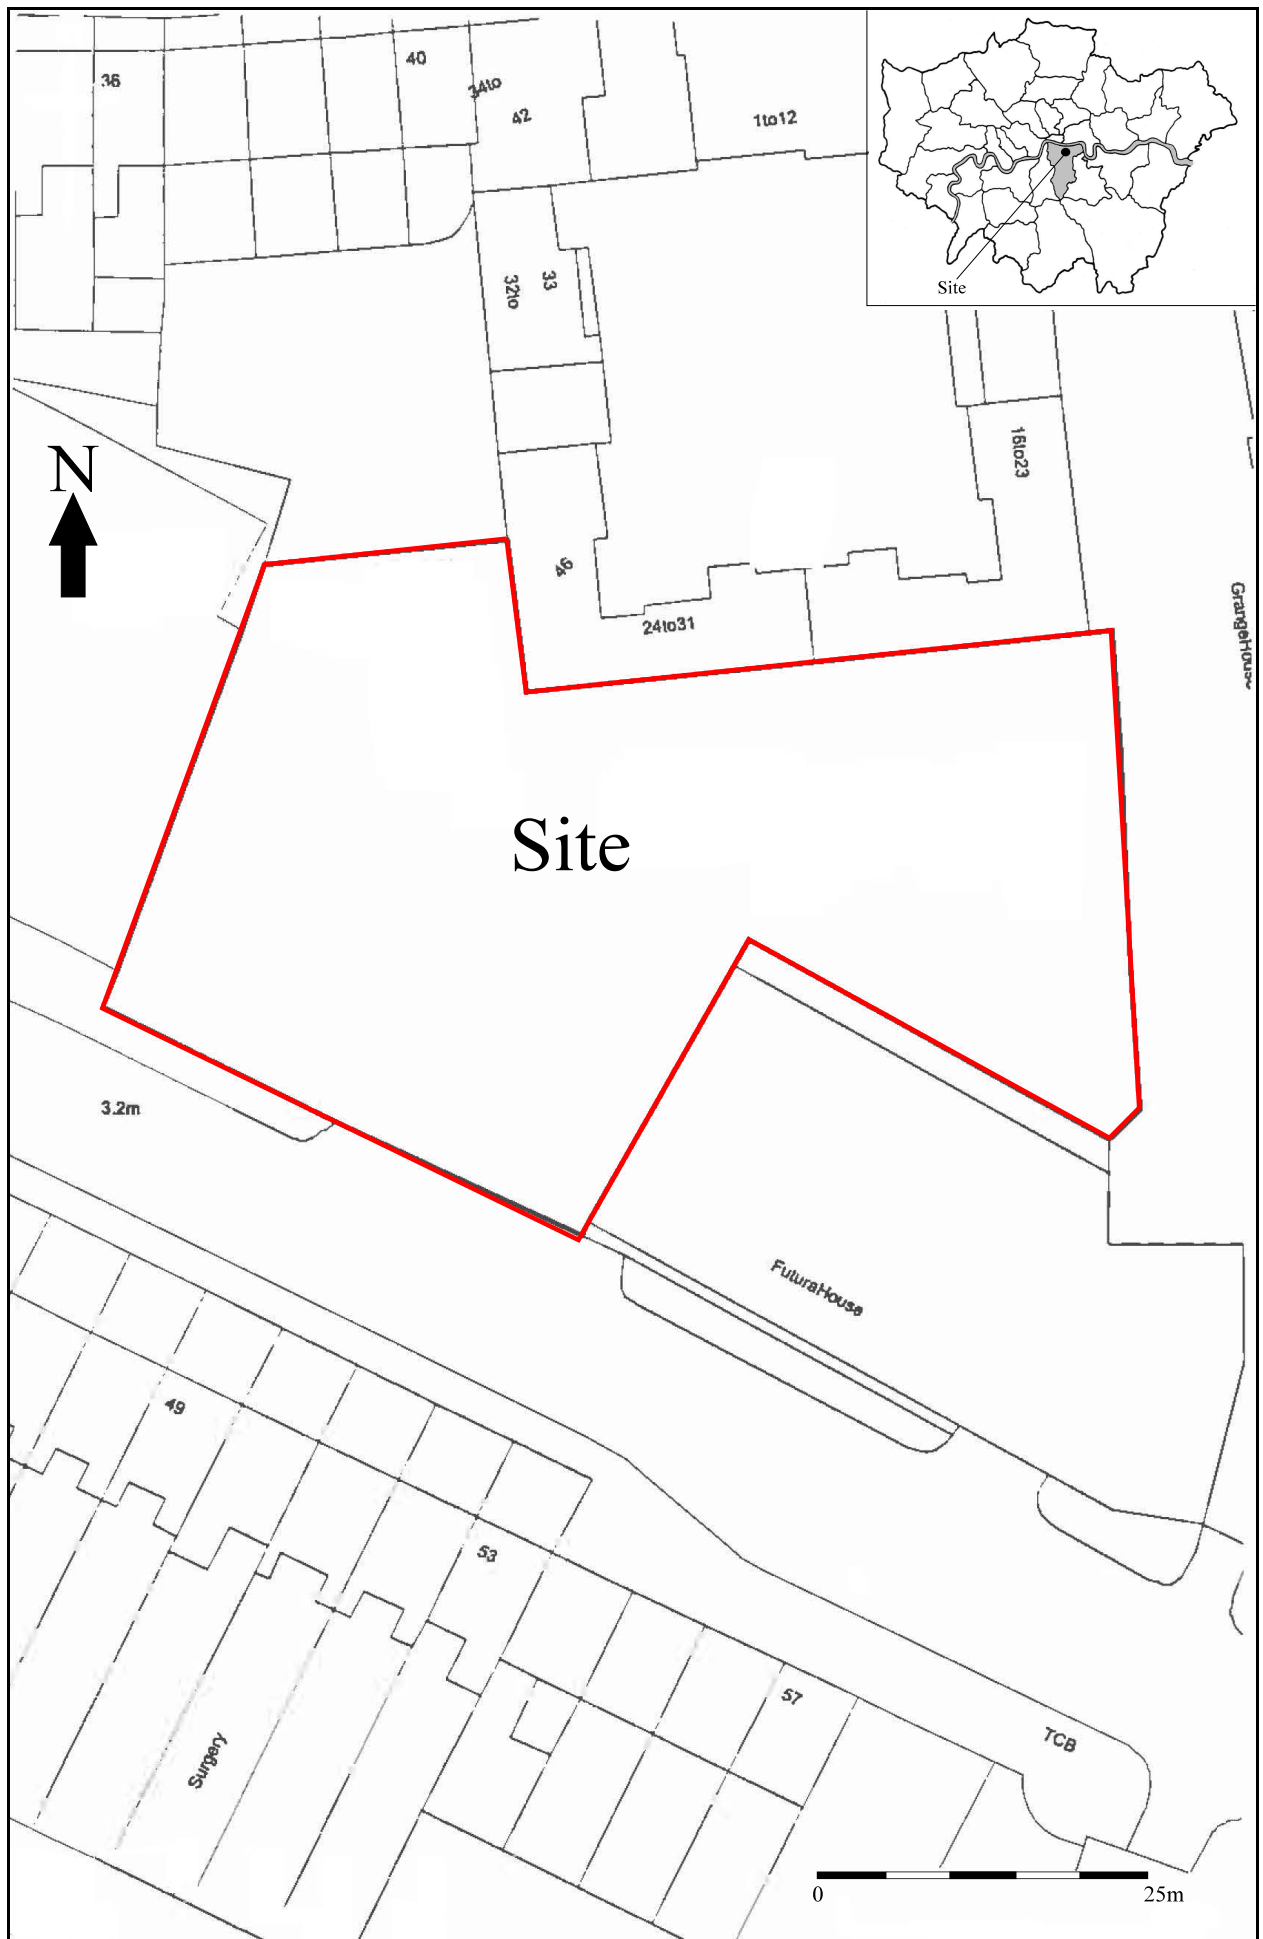 36
40
34to
42
1to12
Site
33
32to
16to23
N
46
24to31
GrangeHouse
Site
3.2m
FuturaHouse
49
53
57
Surgery
TCB
0
25m